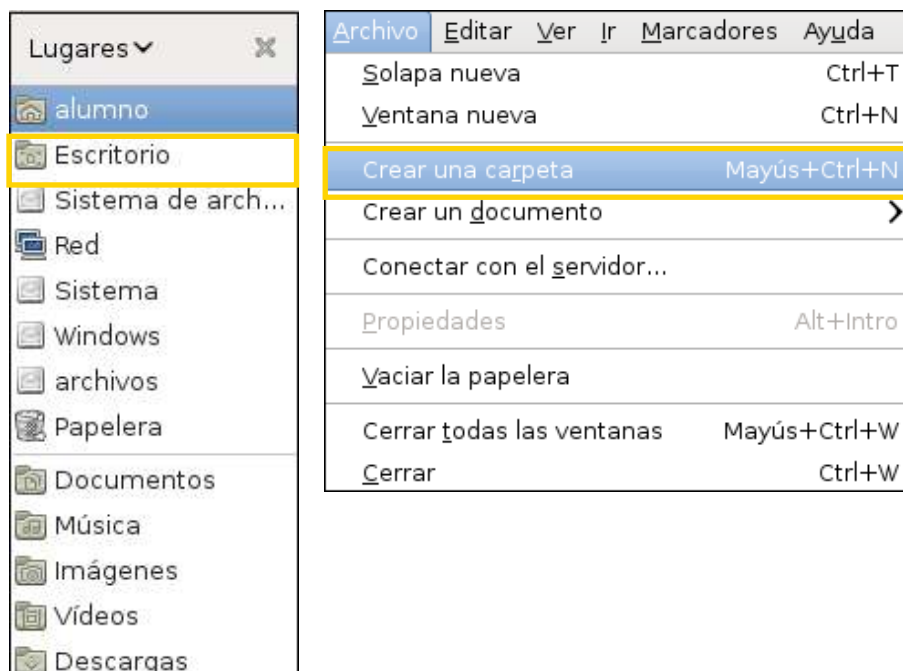 Lugares
alumno
Escritorio
Sistema de arch...
Red
Sistema
Windows
archivos
Papelera
Documentos
Música
Imágenes
Vídeos
Descargas
Archivo Editar Ver Ir Marcadores Ayuda
Solapa nueva Ctrl+T
Ventana nueva Ctrl+N
Crear una carpeta Mayús+Ctrl+N
Crear un documento
Conectar con el servidor...
Propiedades Alt+Intro
Vaciar la papelera
Cerrar todas las ventanas Mayús+Ctrl+W
Cerrar Ctrl+W